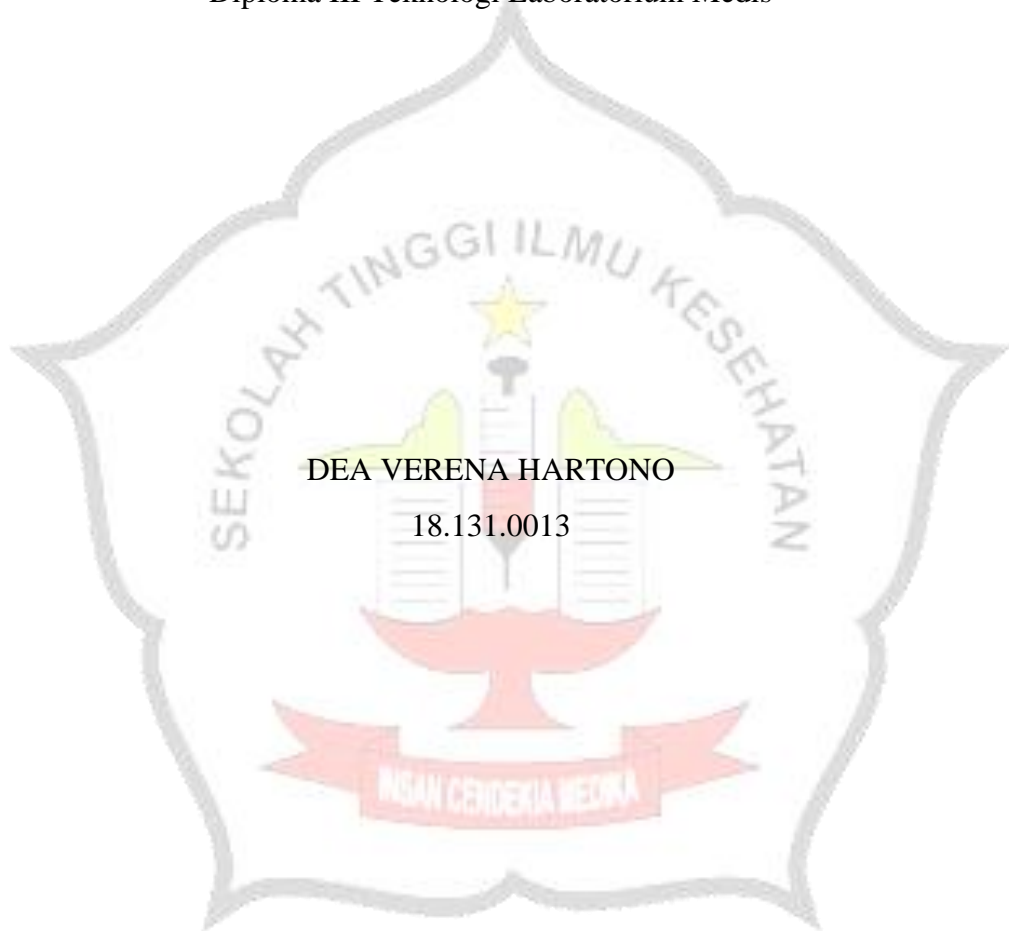 Diploma III Teknologi Laboratorium Medis
SEKOLAH TINGGI ILMU KESEHATAN
DEA VERENA HARTONO
18.131.0013
INSAN CENDEKIA MEDIKA